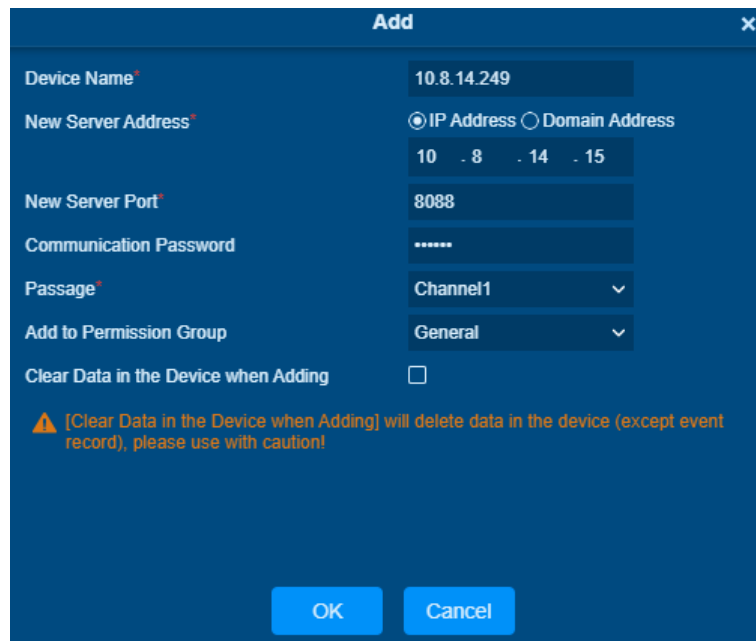 Add
Device Name*
10.8.14.249
New Server Address*
IP Address Domain Address
10 . 8 . 14 . 15
New Server Port*
8088
Communication Password
••••••
Passage*
Channel1
Add to Permission Group
General
Clear Data in the Device when Adding
[Clear Data in the Device when Adding] will delete data in the device (except event
record), please use with caution!
OK
Cancel